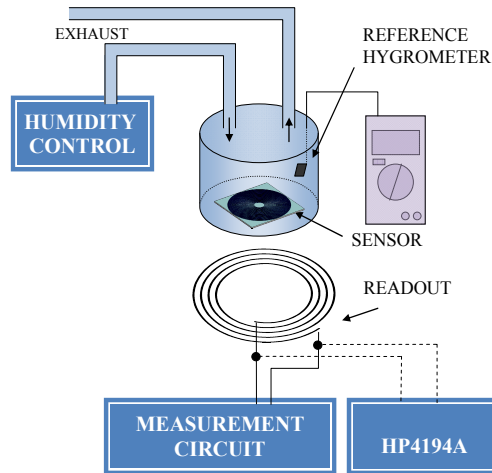 EXHAUST
REFERENCE
HYGROMETER
HUMIDITY
CONTROL
SENSOR
READOUT
MEASUREMENT
CIRCUIT
HP4194A